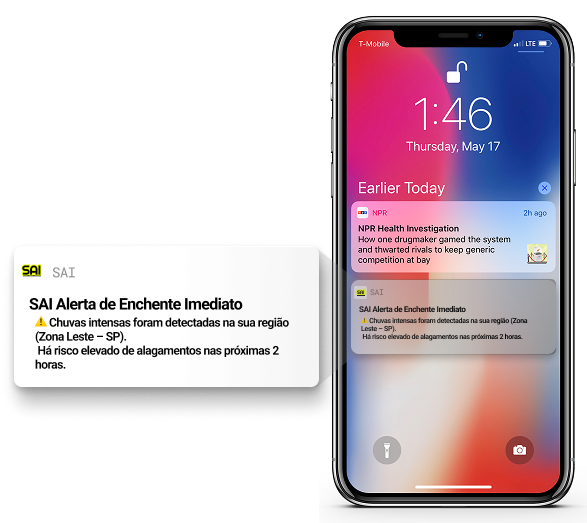 SAI SAI
SAI Alerta de Enchente Imediato
⚠️ Chuvas intensas foram detectadas na sua região
(Zona Leste – SP).
Há risco elevado de alagamentos nas próximas 2
horas.
T-Mobile LTE
1:46
Thursday, May 17
Earlier Today
NPR 2h ago
NPR Health Investigation
How one drugmaker gamed the system
and thwarted rivals to keep generic
competition at bay
SAI SAI
SAI Alerta de Enchente Imediato
⚠️ Chuvas intensas foram detectadas na sua região (Zona
Leste – SP).
Há risco elevado de alagamentos nas próximas 2 horas.